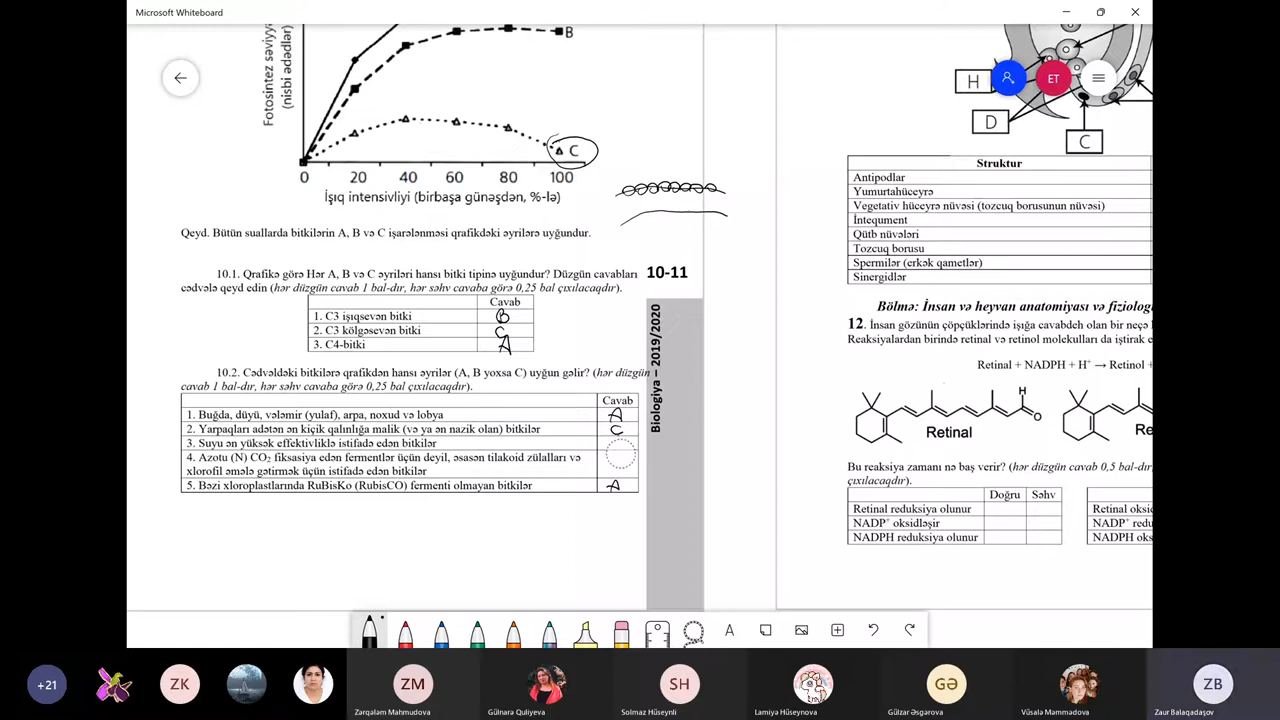 Microsoft Whiteboard
Fotosintez səviyy
(nisbi ədədlər)
B
C
0 20 40 60 80 100
İşıq intensivliyi (birbaşa günəşdən, %-lə)
Qeyd. Bütün suallarda bitkilərin A, B və C işarələnməsi qrafikdəki əyrilərə uyğundur.
10.1. Qrafikə görə Hər A, B və C əyriləri hansı bitki tipinə uyğundur? Düzgün cavabları
cədvələ qeyd edin (hər düzgün cavab 1 bal-dır, hər səhv cavaba görə 0,25 bal çıxılacaqdır).
Cavab
1. C3 işıqsevən bitki B
2. C3 kölgəsevən bitki C
3. C4-bitki A
10.2. Cədvəldəki bitkilərə qrafikdən hansı əyrilər (A, B yoxsa C) uyğun gəlir? (hər düzgün
cavab 1 bal-dır, hər səhv cavaba görə 0,25 bal çıxılacaqdır).
Cavab
1. Buğda, düyü, vələmir (yulaf), arpa, noxud və lobya A
2. Yarpaqları adətən ən kiçik qalınlığa malik (və ya ən nazik olan) bitkilər C
3. Suyu ən yüksək effektivliklə istifadə edən bitkilər
4. Azotu (N) CO₂ fiksasiya edən fermentlər üçün deyil, əsasən tilakoid zülalları və
xlorofil əmələ gətirmək üçün istifadə edən bitkilər
5. Bəzi xloroplastlarında RuBisKo (RubisCO) fermenti olmayan bitkilər A
10-11
Biologiya – 2019/2020
H
D
C
ET
Struktur
Antipodlar
Yumurtahüceyrə
Vegetativ hüceyrə nüvəsi (tozcuq borusunun nüvəsi)
İntequment
Qütb nüvələri
Tozcuq borusu
Spermilər (erkək qametlər)
Sinergidlər
Bölmə: İnsan və heyvan anatomiyası və fiziolog
12. İnsan gözünün çöpçüklərində işığa cavabdeh olan bir neçə
Reaksiyalardan birində retinal və retinol molekulları da iştirak e
Retinal + NADPH + H⁺ → Retinol +
H
O
Retinal
Re
Bu reaksiya zamanı nə baş verir? (hər düzgün cavab 0,5 bal-dır,
çıxılacaqdır).
Doğru Səhv
Retinal reduksiya olunur Retinal oksid
NADP⁺ oksidləşir NADP⁺ redu
NADPH reduksiya olunur NADPH oks
A
+21
ZK
ZM
SH
GƏ
ZB
Zərqələm Mahmudova
Gülnarə Quliyeva
Solmaz Hüseynli
Lamiyə Hüseynova
Gülzar Əsgərova
Vüsalə Məmmədova
Zaur Balaqadaşov